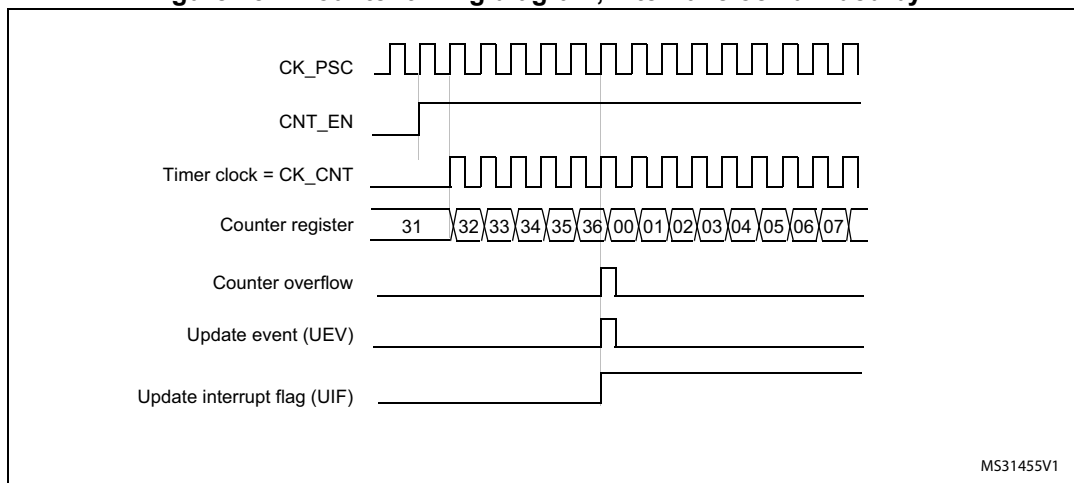 CK_PSC
CNT_EN
Timer clock = CK_CNT
Counter register 31 32 33 34 35 36 00 01 02 03 04 05 06 07
Counter overflow
Update event (UEV)
Update interrupt flag (UIF)
MS31455V1